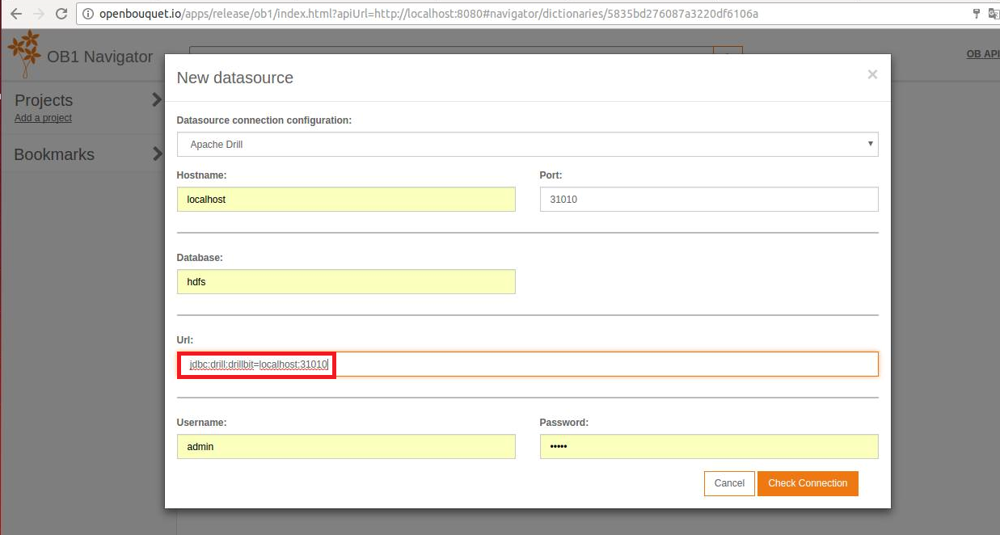 openbouquet.io/apps/release/ob1/index.html?apiUrl=http://localhost:8080#navigator/dictionaries/5835bd276087a3220df6106a
OB1 Navigator
OB API
Projects
Add a project
Bookmarks
New datasource
×
Datasource connection configuration:
Apache Drill
Hostname:
Port:
localhost
31010
Database:
hdfs
Url:
jdbc:drill:drillbit=localhost:31010
Username:
Password:
admin
•••••
Cancel
Check Connection